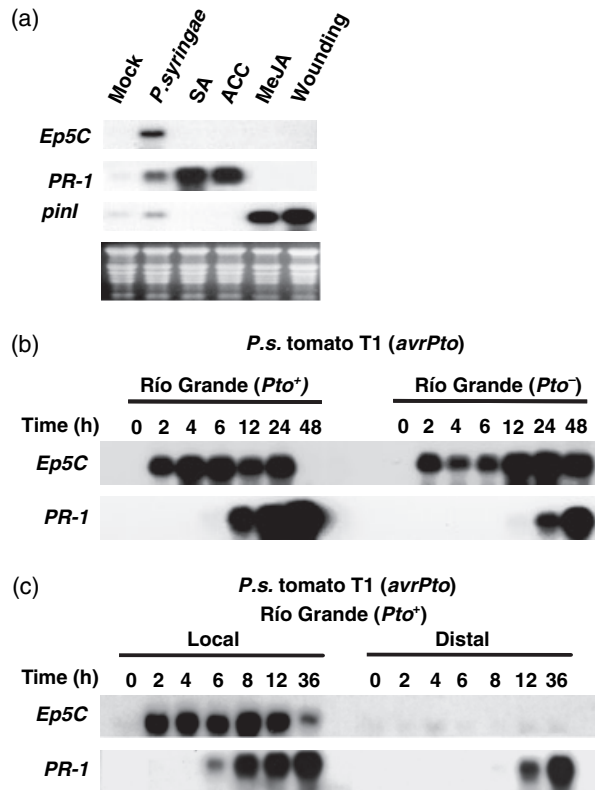 (a)
Mock P.syringae SA ACC MeJA Wounding
Ep5C
PR-1
pinI
(b)
P.s. tomato T1 (avrPto)
Río Grande (Pto+) Río Grande (Pto–)
Time (h) 0 2 4 6 12 24 48 0 2 4 6 12 24 48
Ep5C
PR-1
(c)
P.s. tomato T1 (avrPto)
Río Grande (Pto+)
Local Distal
Time (h) 0 2 4 6 8 12 36 0 2 4 6 8 12 36
Ep5C
PR-1